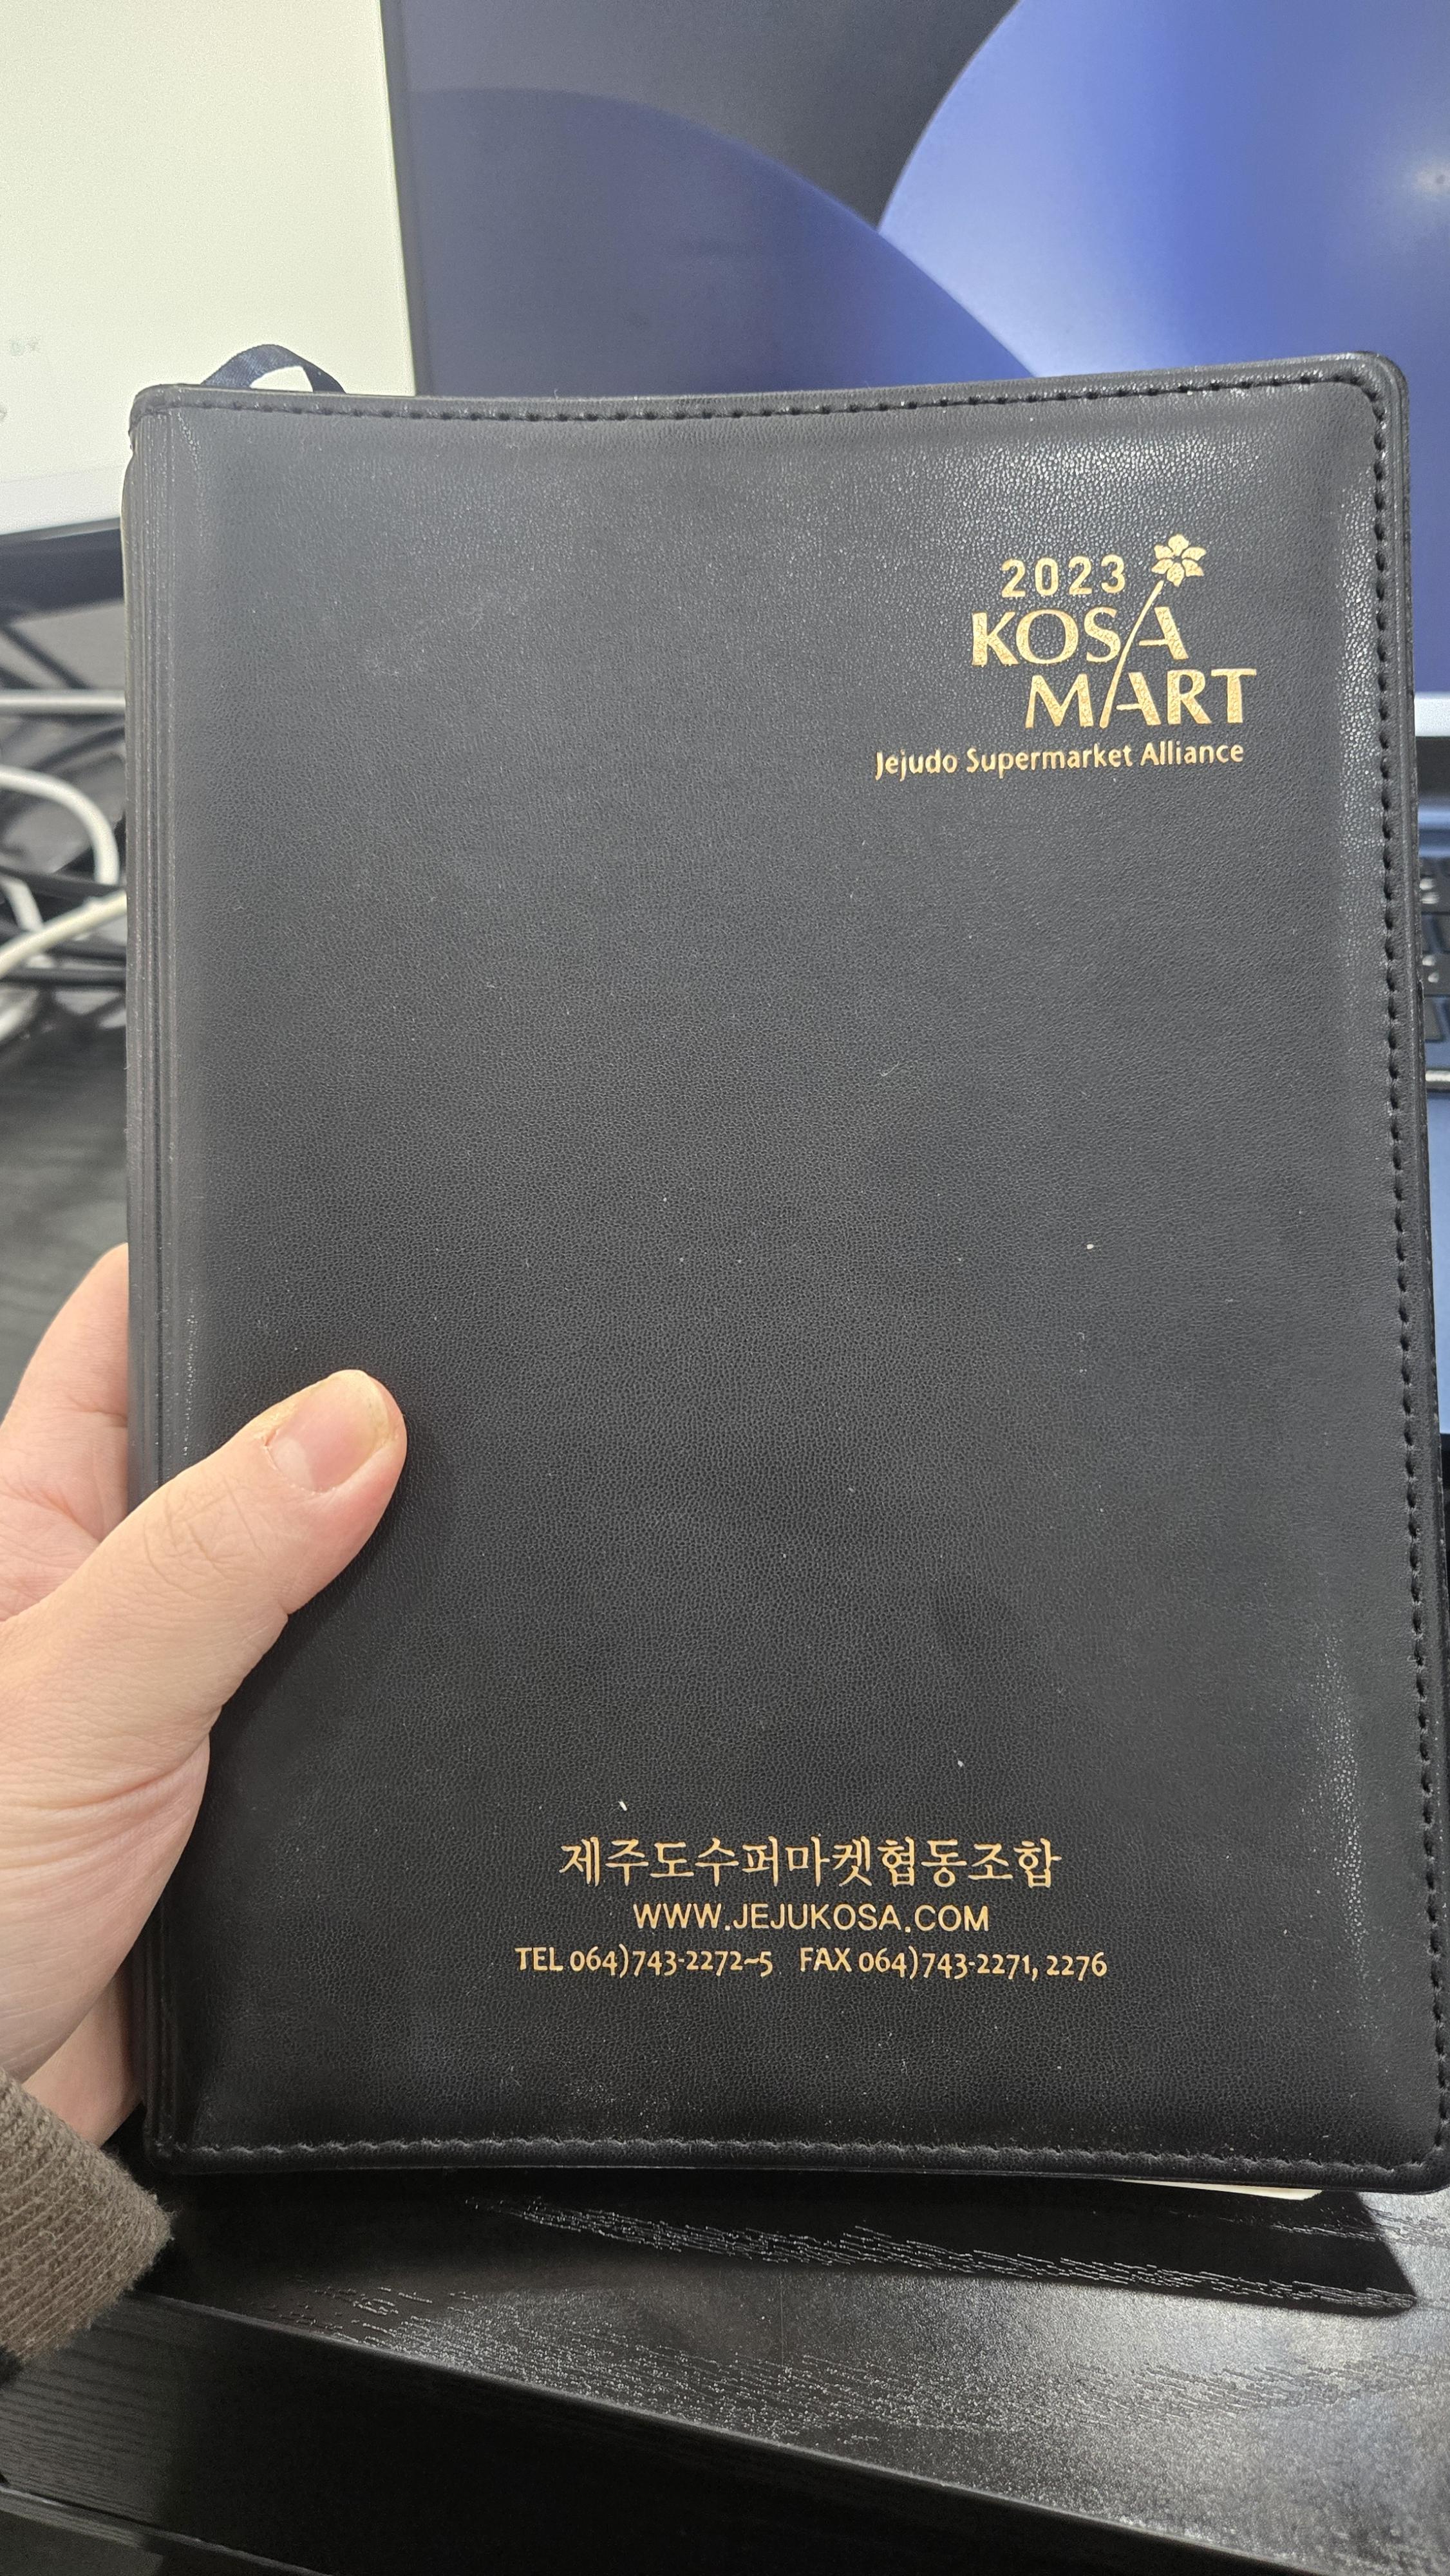 2023
KOSA
MART
Jejudo Supermarket Alliance
제주도수퍼마켓협동조합
WWW.JEJUKOSA.COM
TEL 064)743-2272~5 FAX 064)743-2271, 2276